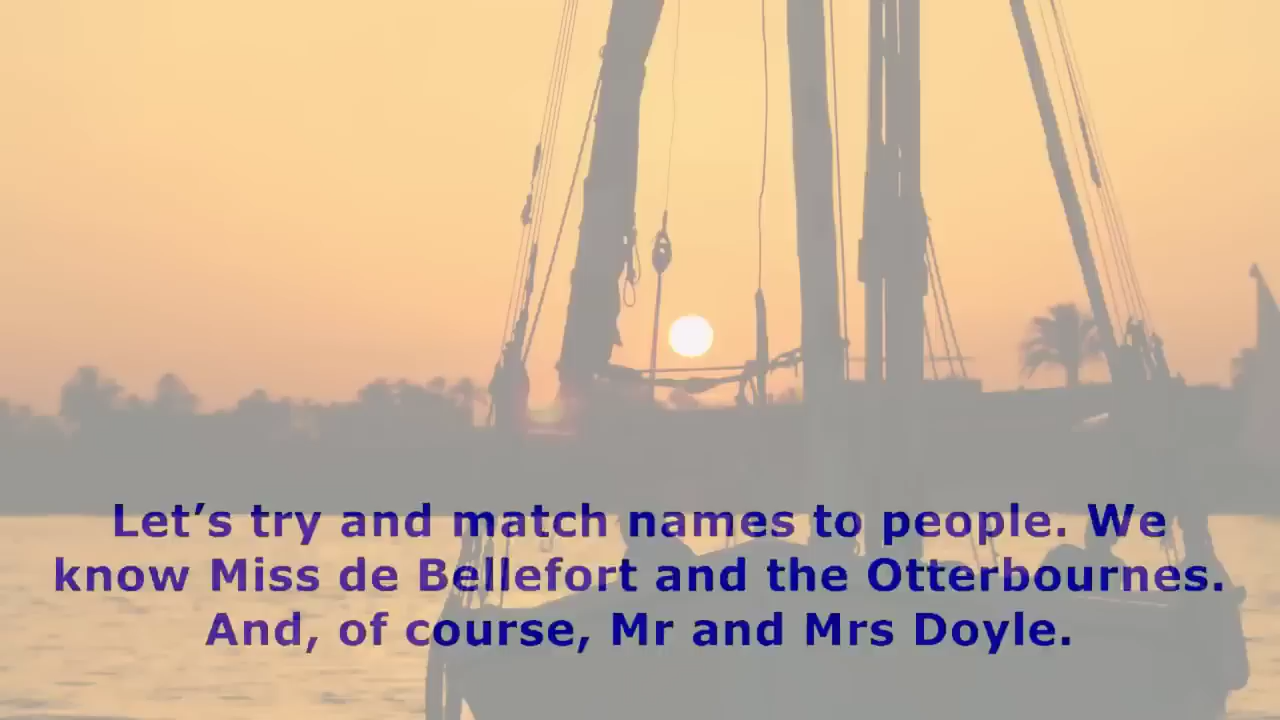 Let’s try and match names to people. We
know Miss de Bellefort and the Otterbournes.
And, of course, Mr and Mrs Doyle.